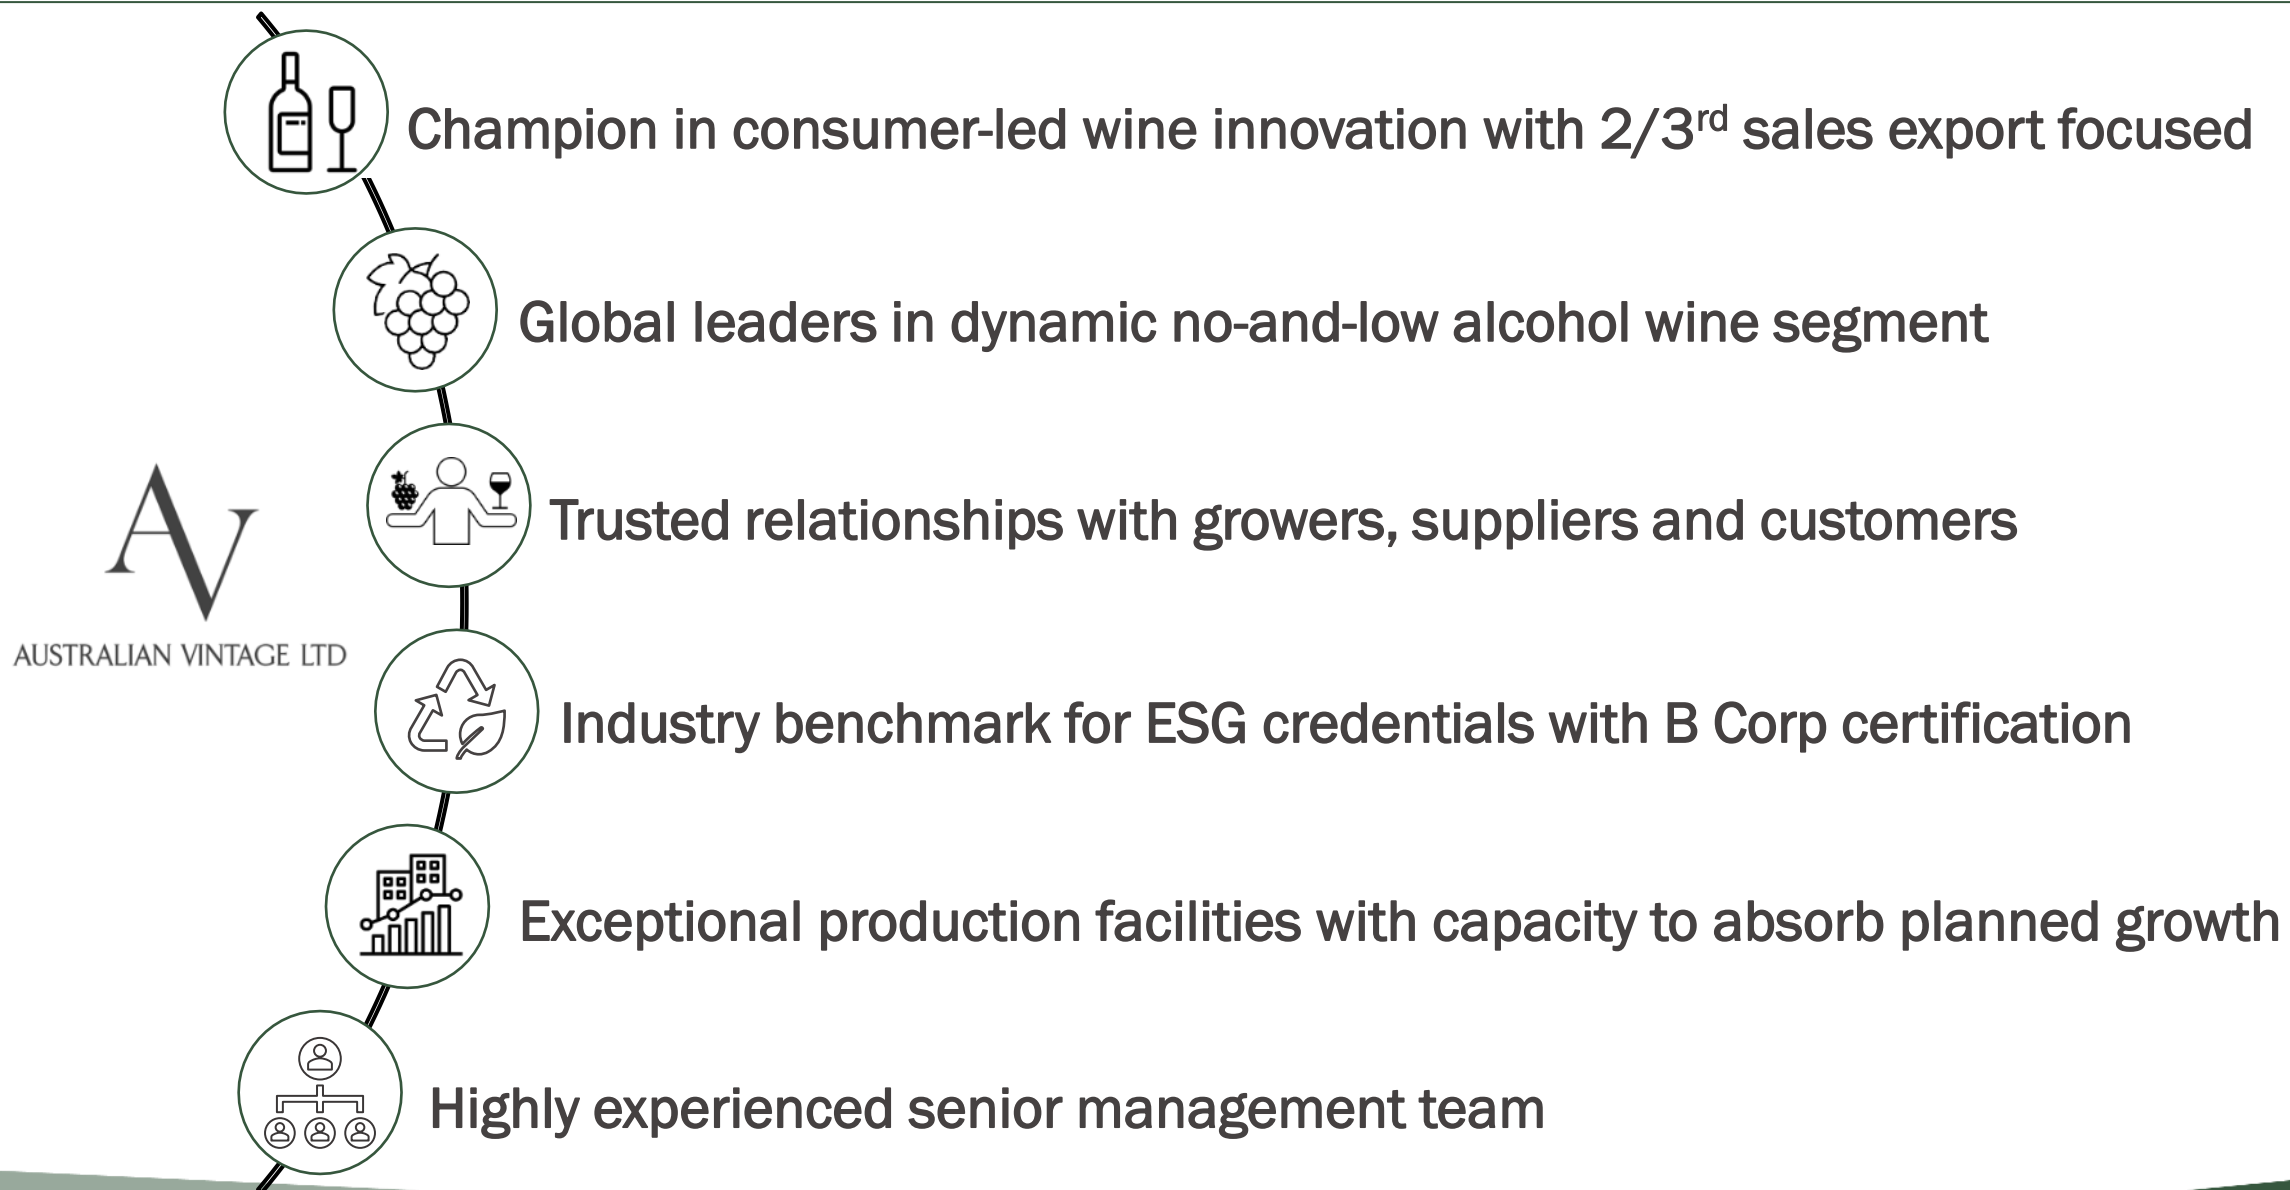 Champion in consumer-led wine innovation with 2/3rd sales export focused
Global leaders in dynamic no-and-low alcohol wine segment
Trusted relationships with growers, suppliers and customers
AV
AUSTRALIAN VINTAGE LTD
Industry benchmark for ESG credentials with B Corp certification
Exceptional production facilities with capacity to absorb planned growth
Highly experienced senior management team